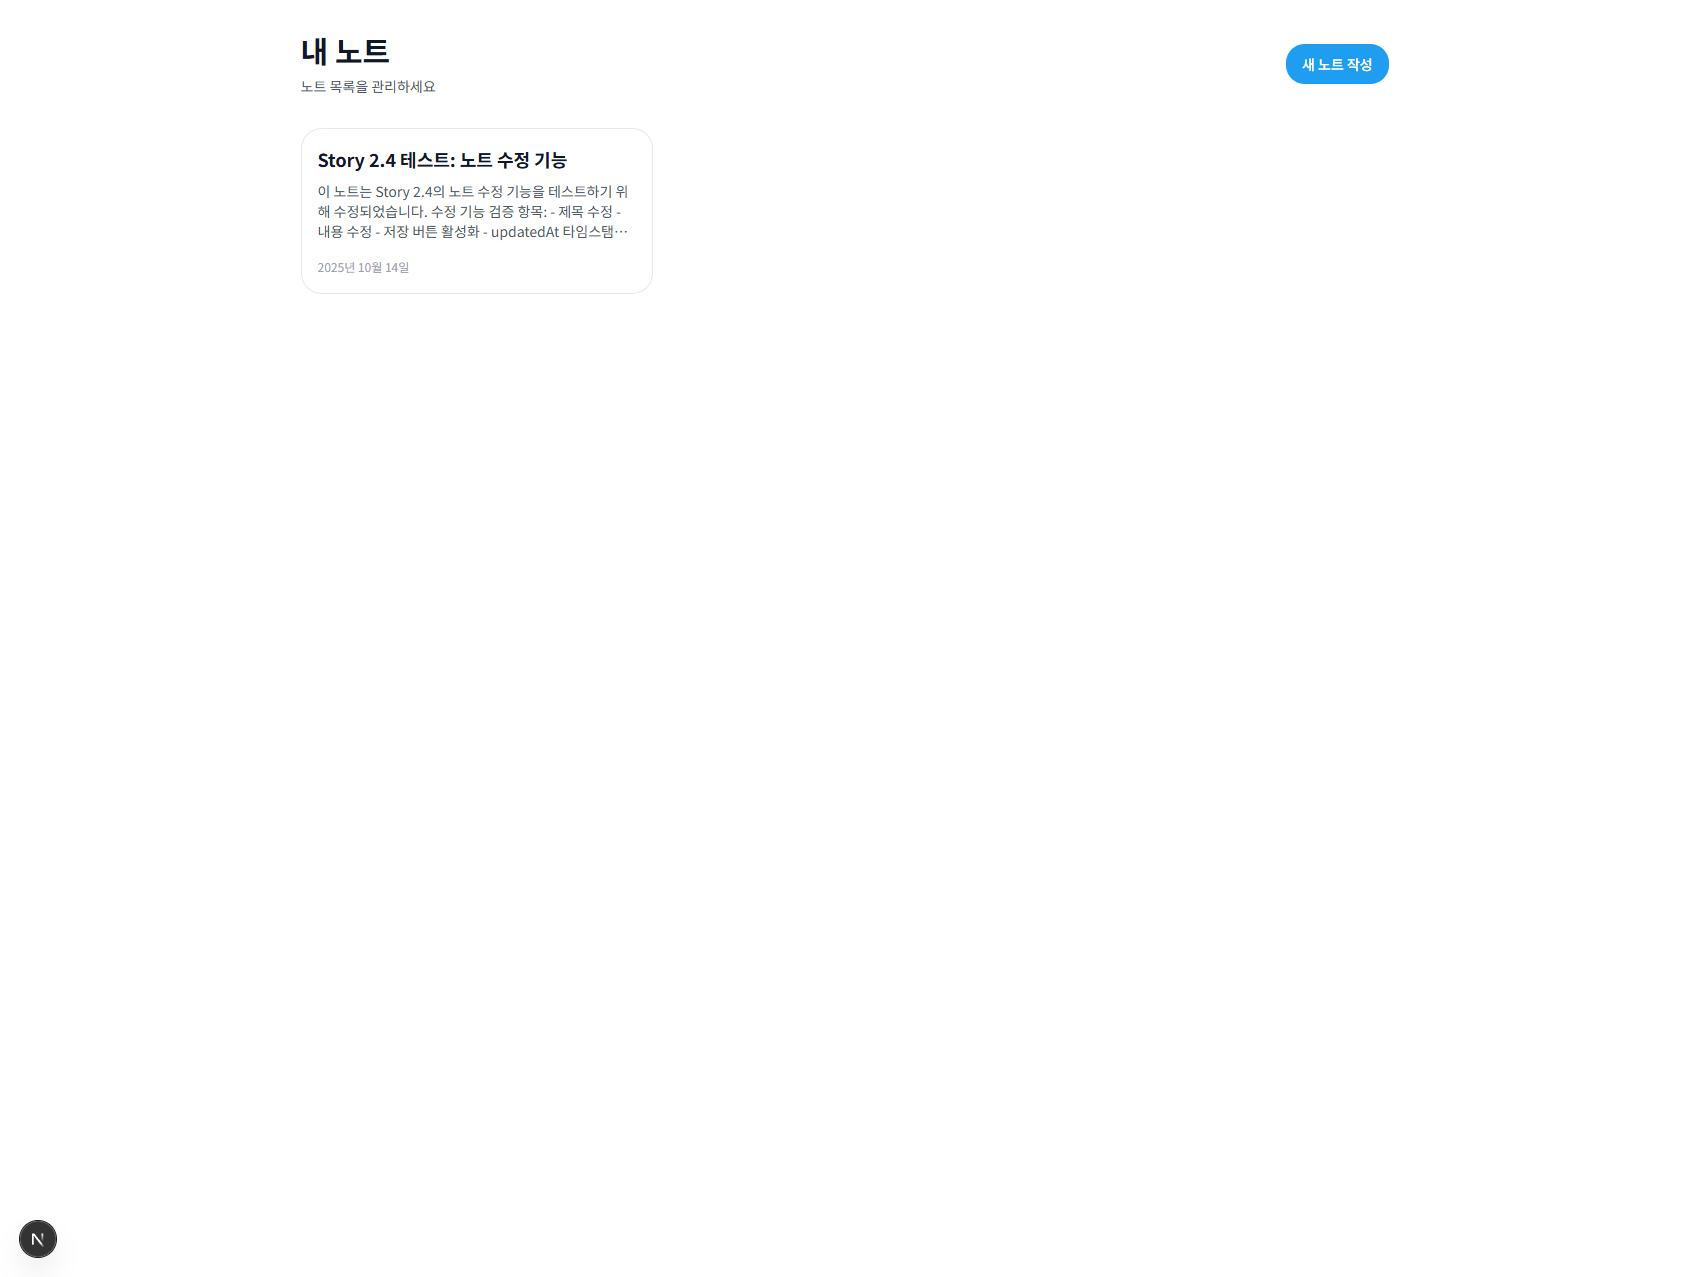 내 노트
노트 목록을 관리하세요
새 노트 작성
Story 2.4 테스트: 노트 수정 기능
이 노트는 Story 2.4의 노트 수정 기능을 테스트하기 위
해 수정되었습니다. 수정 기능 검증 항목: - 제목 수정 -
내용 수정 - 저장 버튼 활성화 - updatedAt 타임스탬…
2025년 10월 14일
N